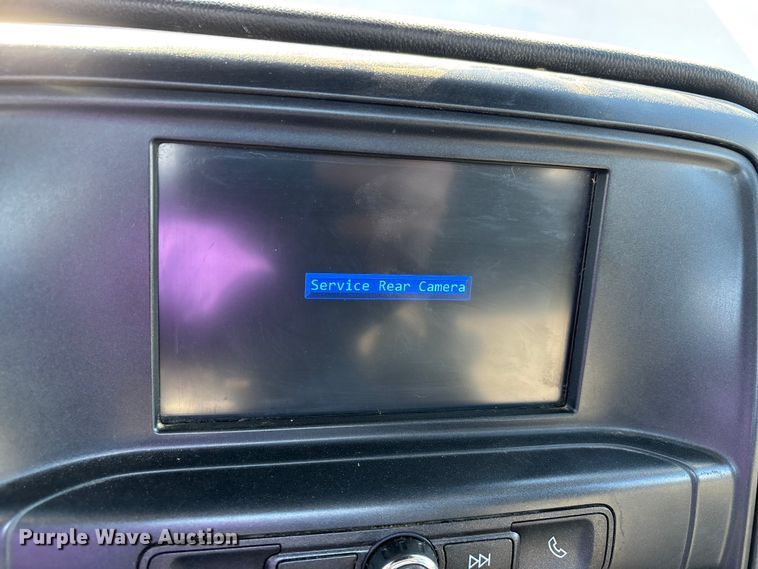 Service Rear Camera
Purple Wave Auction